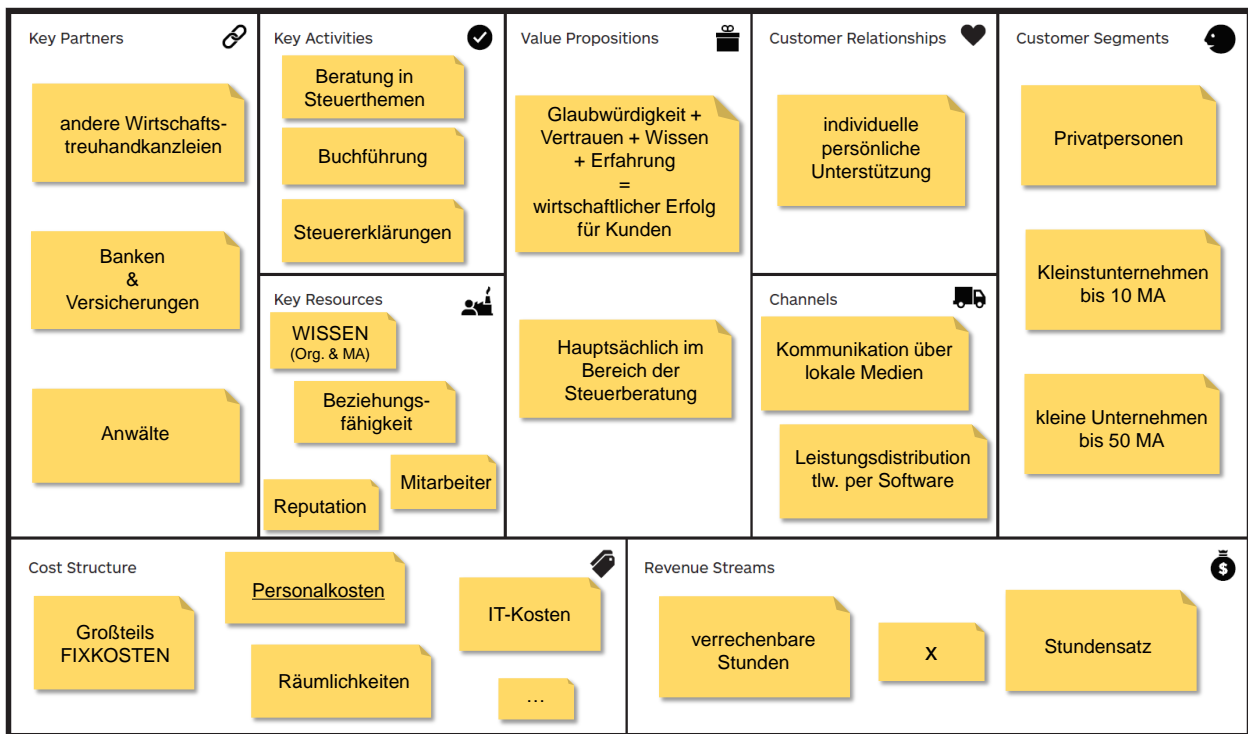 Key Partners
andere Wirtschafts-
treuhandkanzleien
Banken
&
Versicherungen
Anwälte
Key Activities
Beratung in
Steuerthemen
Buchführung
Steuererklärungen
Key Resources
WISSEN
(Org. & MA)
Beziehungs-
fähigkeit
Mitarbeiter
Reputation
Value Propositions
Glaubwürdigkeit +
Vertrauen + Wissen
+ Erfahrung
=
wirtschaftlicher Erfolg
für Kunden
Hauptsächlich im
Bereich der
Steuerberatung
Customer Relationships
individuelle
persönliche
Unterstützung
Channels
Kommunikation über
lokale Medien
Leistungsdistribution
tlw. per Software
Customer Segments
Privatpersonen
Kleinstunternehmen
bis 10 MA
kleine Unternehmen
bis 50 MA
Cost Structure
Großteils
FIXKOSTEN
Personalkosten
Räumlichkeiten
IT-Kosten
…
Revenue Streams
verrechenbare
Stunden
x
Stundensatz
$